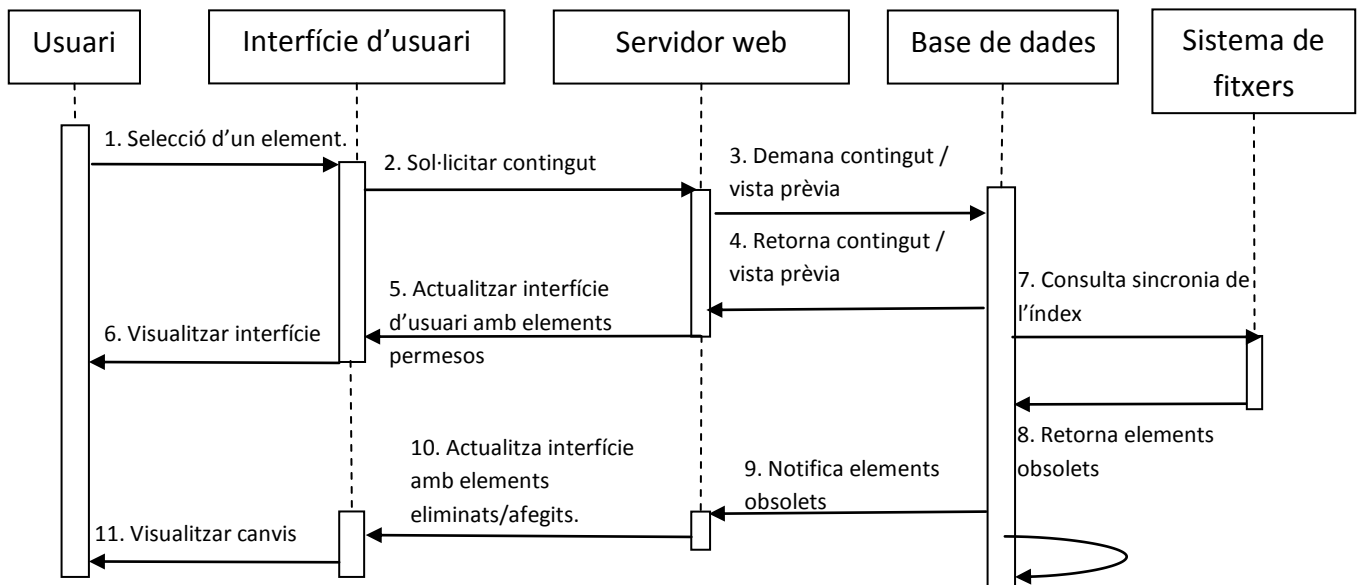 Usuari
Interfície d'usuari
Servidor web
Base de dades
Sistema de
fitxers
1. Selecció d'un element.
2. Sol·licitar contingut
3. Demana contingut /
vista prèvia
4. Retorna contingut /
vista prèvia
5. Actualitzar interfície
d'usuari amb elements
permesos
6. Visualitzar interfície
7. Consulta sincronia de
l'índex
8. Retorna elements
obsolets
9. Notifica elements
obsolets
10. Actualitza interfície
amb elements
eliminats/afegits.
11. Visualitzar canvis